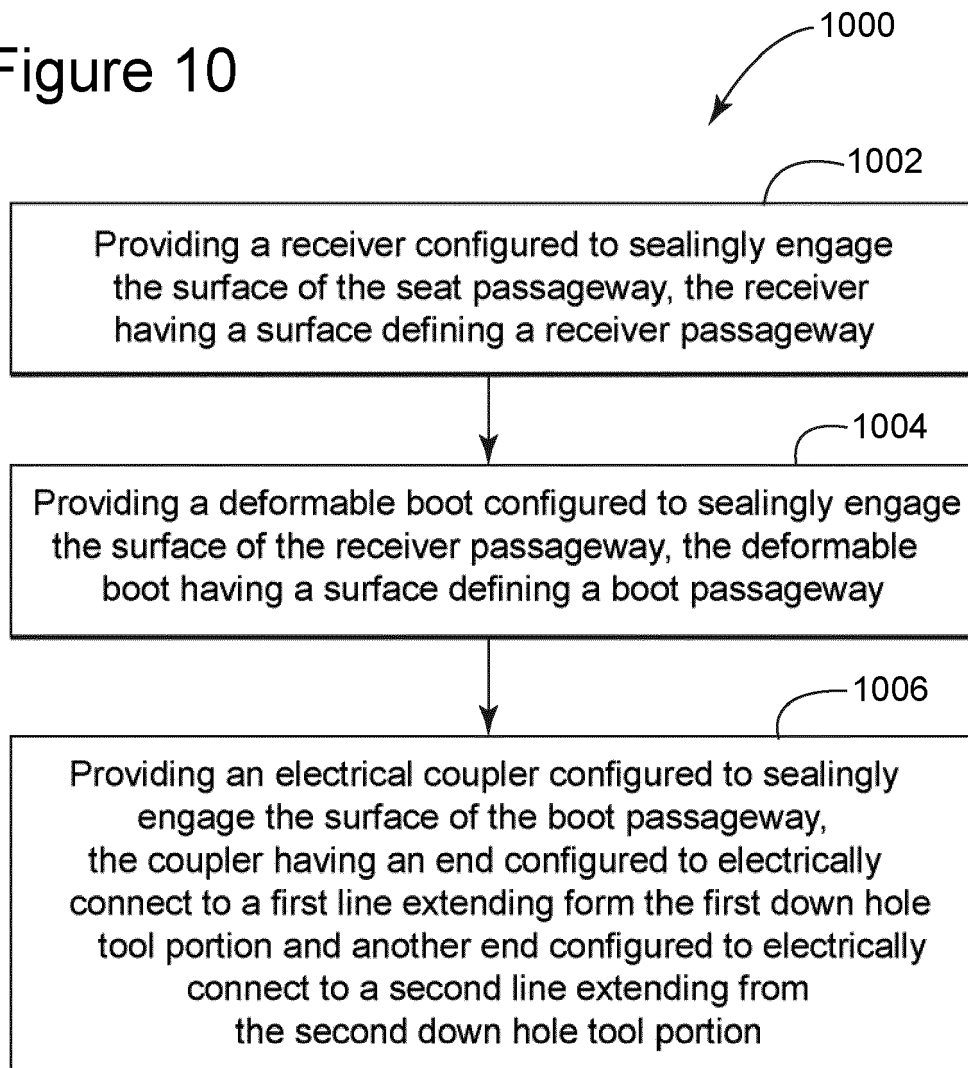 Figure 10
1000
1002
Providing a receiver configured to sealingly engage
the surface of the seat passageway, the receiver
having a surface defining a receiver passageway
1004
Providing a deformable boot configured to sealingly engage
the surface of the receiver passageway, the deformable
boot having a surface defining a boot passageway
1006
Providing an electrical coupler configured to sealingly
engage the surface of the boot passageway,
the coupler having an end configured to electrically
connect to a first line extending form the first down hole
tool portion and another end configured to electrically
connect to a second line extending from
the second down hole tool portion